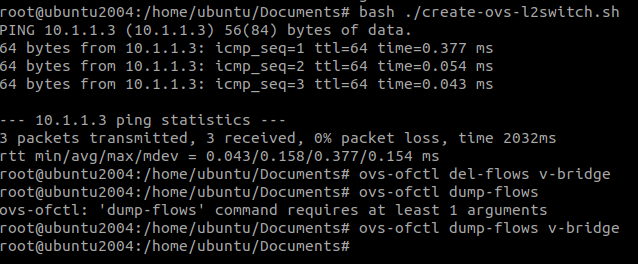 root@ubuntu2004:/home/ubuntu/Documents# bash ./create-ovs-l2switch.sh
PING 10.1.1.3 (10.1.1.3) 56(84) bytes of data.
64 bytes from 10.1.1.3: icmp_seq=1 ttl=64 time=0.377 ms
64 bytes from 10.1.1.3: icmp_seq=2 ttl=64 time=0.054 ms
64 bytes from 10.1.1.3: icmp_seq=3 ttl=64 time=0.043 ms

--- 10.1.1.3 ping statistics ---
3 packets transmitted, 3 received, 0% packet loss, time 2032ms
rtt min/avg/max/mdev = 0.043/0.158/0.377/0.154 ms
root@ubuntu2004:/home/ubuntu/Documents# ovs-ofctl del-flows v-bridge
root@ubuntu2004:/home/ubuntu/Documents# ovs-ofctl dump-flows
ovs-ofctl: 'dump-flows' command requires at least 1 arguments
root@ubuntu2004:/home/ubuntu/Documents# ovs-ofctl dump-flows v-bridge
root@ubuntu2004:/home/ubuntu/Documents#